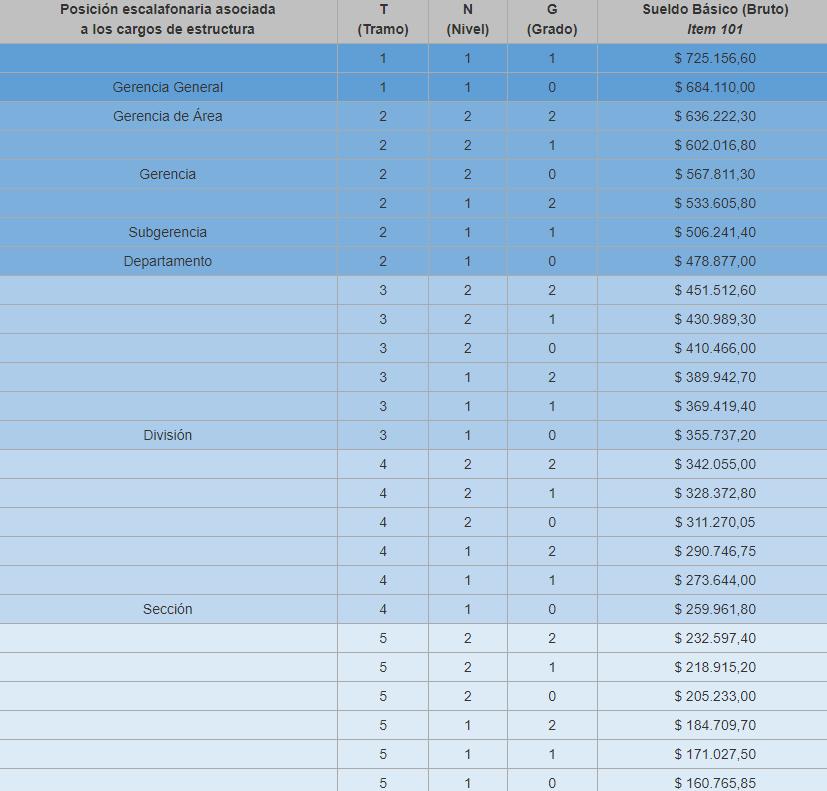 Posición escalafonaria asociada T N G Sueldo Básico (Bruto)
a los cargos de estructura (Tramo) (Nivel) (Grado) Item 101
1 1 1 $ 725.156,60
Gerencia General 1 1 0 $ 684.110,00
Gerencia de Área 2 2 2 $ 636.222,30
2 2 1 $ 602.016,80
Gerencia 2 2 0 $ 567.811,30
2 1 2 $ 533.605,80
Subgerencia 2 1 1 $ 506.241,40
Departamento 2 1 0 $ 478.877,00
3 2 2 $ 451.512,60
3 2 1 $ 430.989,30
3 2 0 $ 410.466,00
3 1 2 $ 389.942,70
3 1 1 $ 369.419,40
División 3 1 0 $ 355.737,20
4 2 2 $ 342.055,00
4 2 1 $ 328.372,80
4 2 0 $ 311.270,05
4 1 2 $ 290.746,75
4 1 1 $ 273.644,00
Sección 4 1 0 $ 259.961,80
5 2 2 $ 232.597,40
5 2 1 $ 218.915,20
5 2 0 $ 205.233,00
5 1 2 $ 184.709,70
5 1 1 $ 171.027,50
5 1 0 $ 160.765,85